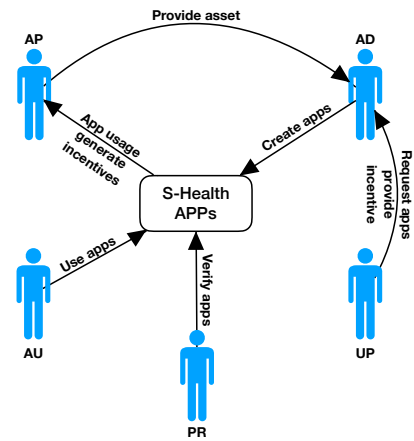 Provide asset
AP
AD
App usage
generate
incentives
Create apps
Request apps
provide
incentive
S-Health
APPs
Use apps
Verify apps
AU
UP
PR